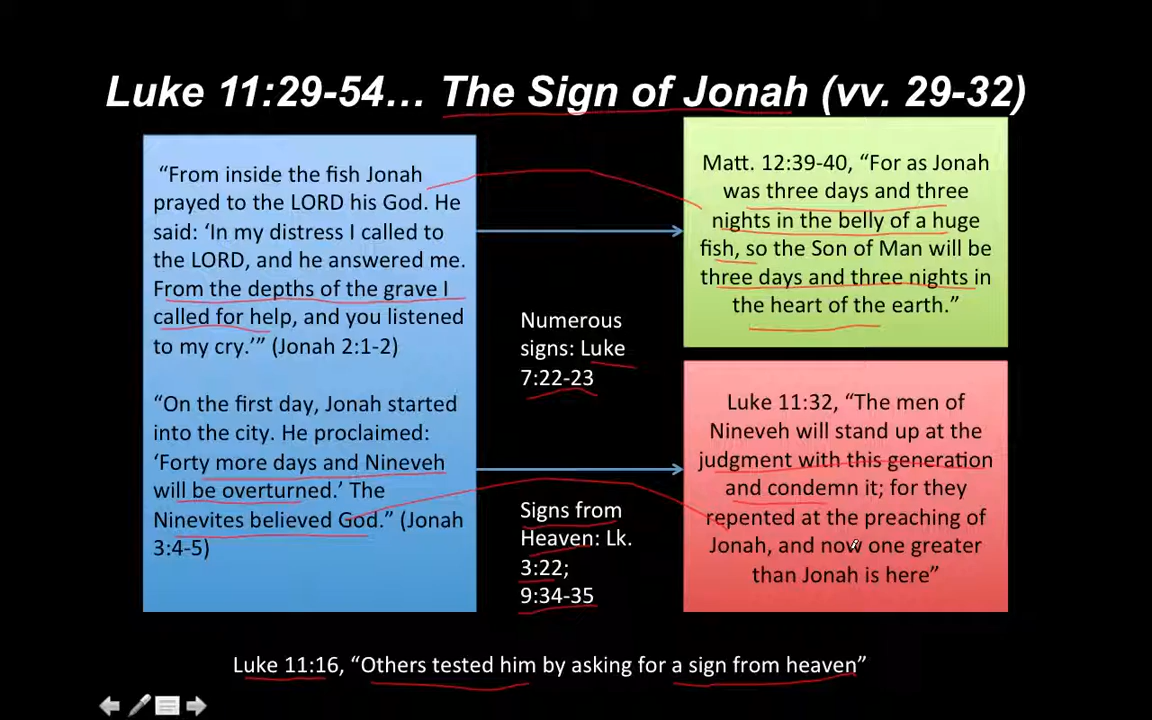 Luke 11:29-54… The Sign of Jonah (vv. 29-32)
“From inside the fish Jonah
prayed to the LORD his God. He
said: ‘In my distress I called to
the LORD, and he answered me.
From the depths of the grave I
called for help, and you listened
to my cry.’” (Jonah 2:1-2)
“On the first day, Jonah started
into the city. He proclaimed:
‘Forty more days and Nineveh
will be overturned.’ The
Ninevites believed God.” (Jonah
3:4-5)
Numerous
signs: Luke
7:22-23
Signs from
Heaven: Lk.
3:22;
9:34-35
Matt. 12:39-40, “For as Jonah
was three days and three
nights in the belly of a huge
fish, so the Son of Man will be
three days and three nights in
the heart of the earth.”
Luke 11:32, “The men of
Nineveh will stand up at the
judgment with this generation
and condemn it; for they
repented at the preaching of
Jonah, and now one greater
than Jonah is here”
Luke 11:16, “Others tested him by asking for a sign from heaven”